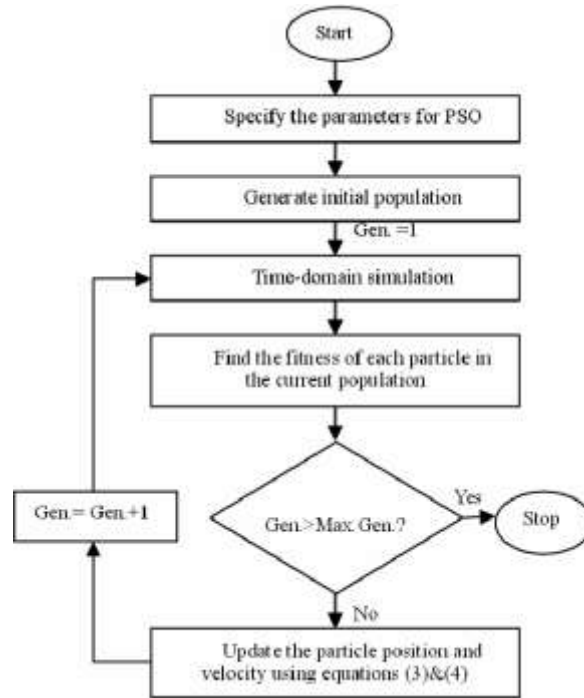 Start
Specify the parameters for PSO
Generate initial population
Gen. =1
Time-domain simulation
Find the fitness of each particle in
the current population
Gen.>Max. Gen.?
Yes
Stop
Gen.= Gen.+1
No
Update the particle position and
velocity using equations (3)&(4)